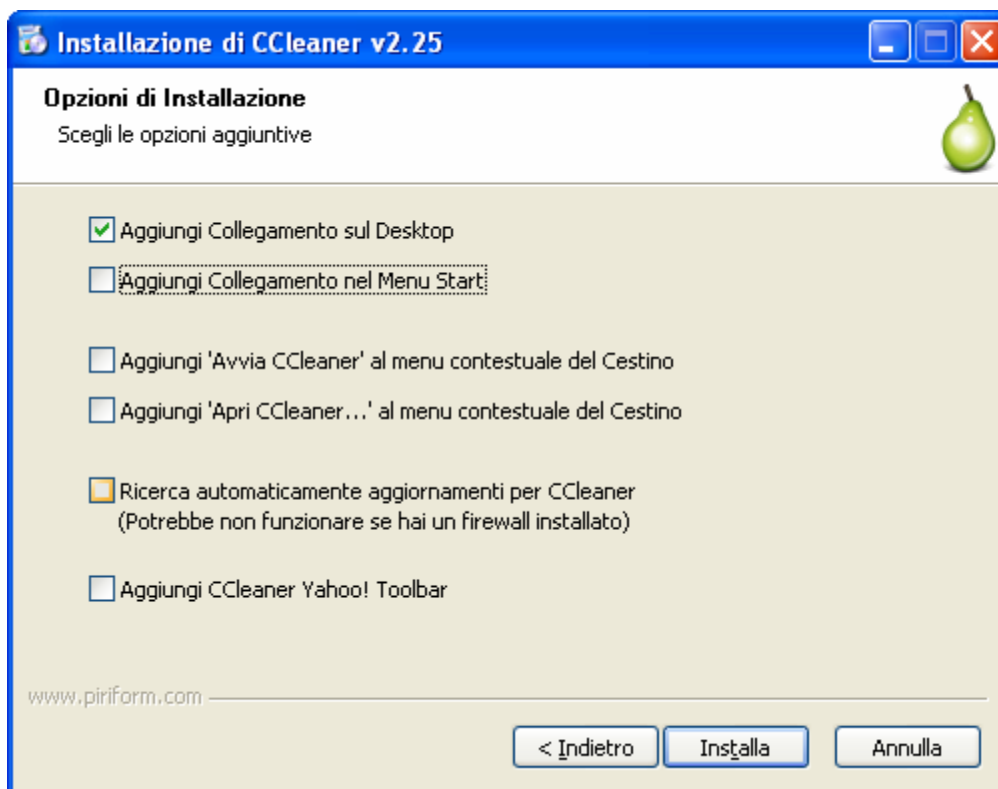 Installazione di CCleaner v2.25
Opzioni di Installazione
Scegli le opzioni aggiuntive
Aggiungi Collegamento sul Desktop
Aggiungi Collegamento nel Menu Start
Aggiungi 'Avvia CCleaner' al menu contestuale del Cestino
Aggiungi 'Apri CCleaner...' al menu contestuale del Cestino
Ricerca automaticamente aggiornamenti per CCleaner
(Potrebbe non funzionare se hai un firewall installato)
Aggiungi CCleaner Yahoo! Toolbar
www.piriform.com
< Indietro Installa Annulla